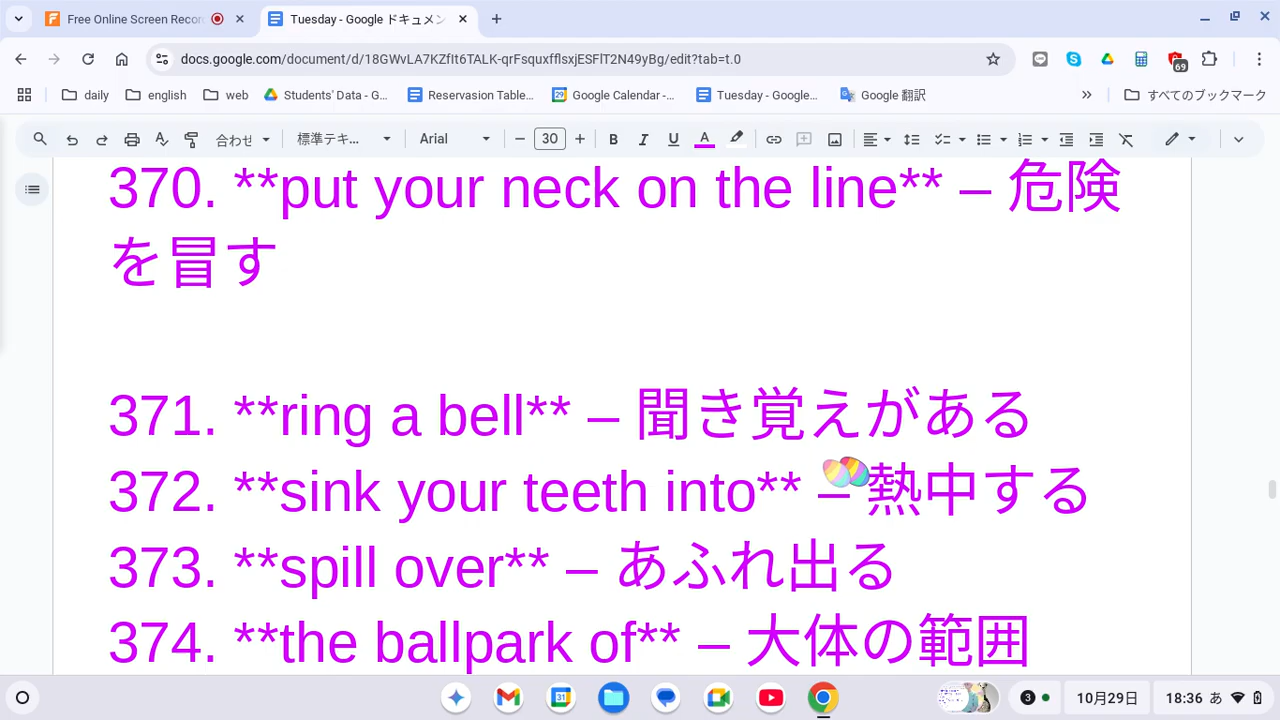 Free Online Screen Recor
Tuesday - Google ドキュメン
docs.google.com/document/d/
edit?tab=t.0
69
daily
english
web
Students' Data - G...
Reservasion Table...
Google Calendar -...
Tuesday - Google...
Google 翻訳
すべてのブックマーク
合わせ
標準テキ...
Arial
30
370. **put your neck on the line** – 危険
を冒す
371. **ring a bell** – 聞き覚えがある
372. **sink your teeth into** – 熱中する
373. **spill over** – あふれ出る
374. **the ballpark of** – 大体の範囲
3
10月29日
18:36 あ